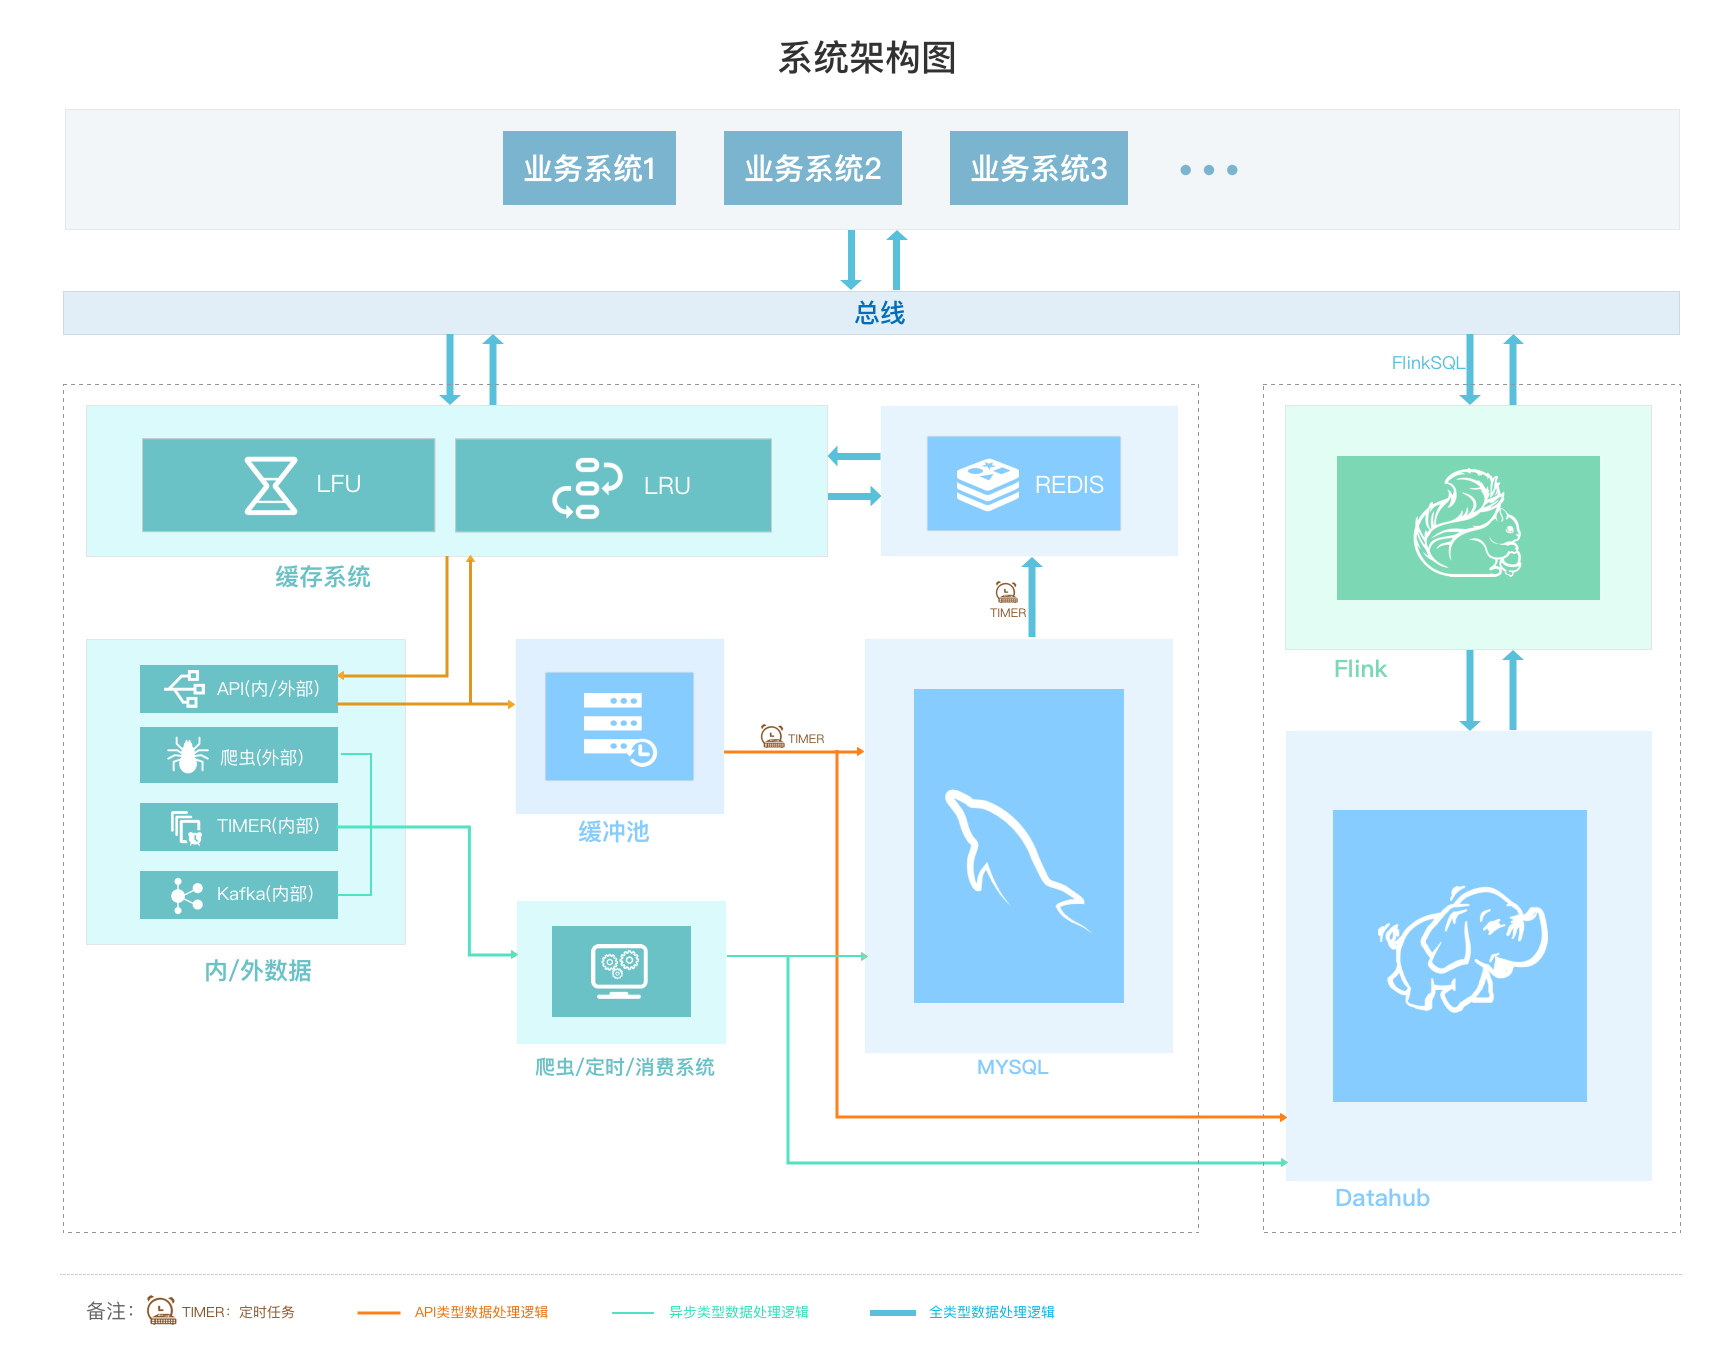 系统架构图
业务系统1
业务系统2
业务系统3
总线
FlinkSQL
LFU
LRU
REDIS
缓存系统
TIMER
API(内/外部)
爬虫(外部)
TIMER(内部)
Kafka(内部)
内/外数据
缓冲池
TIMER
爬虫/定时/消费系统
MYSQL
Flink
Datahub
备注：
TIMER：定时任务
API类型数据处理逻辑
异步类型数据处理逻辑
全类型数据处理逻辑